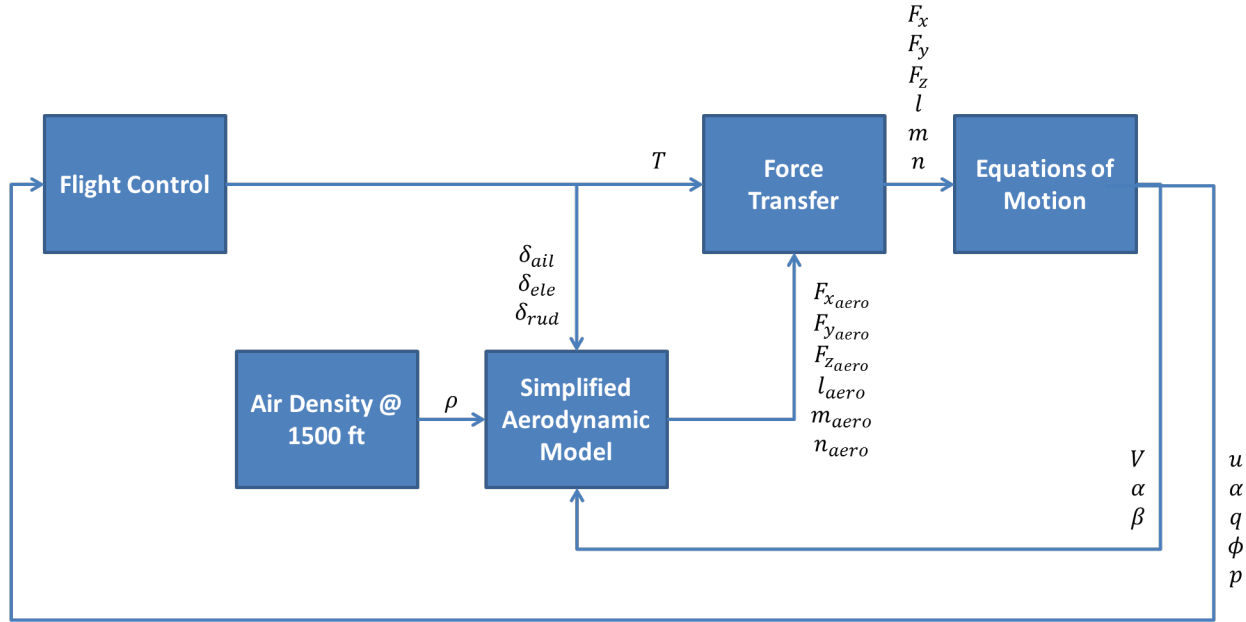 F_x
F_y
F_z
l
m
n
Flight Control
T
Force
Transfer
Equations of
Motion
δ_ail
δ_ele
δ_rud
F_x_aero
F_y_aero
F_z_aero
l_aero
m_aero
n_aero
Air Density @
1500 ft
ρ
Simplified
Aerodynamic
Model
V
α
β
u
α
q
ϕ
p